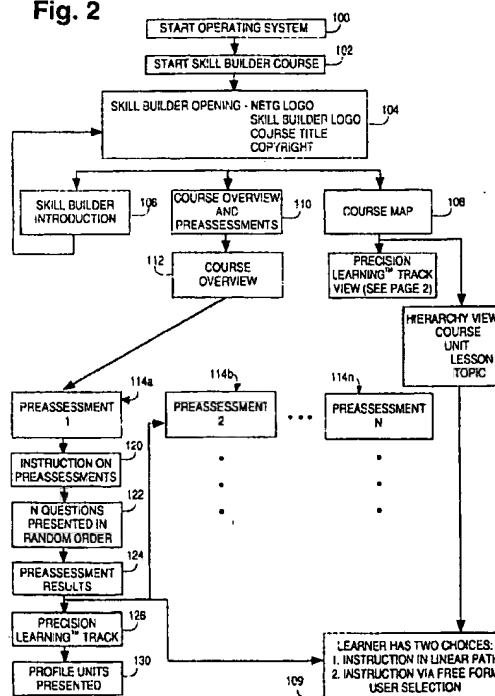 Fig. 2
100
START OPERATING SYSTEM
102
START SKILL BUILDER COURSE
SKILL BUILDER OPENING - NETG LOGO
SKILL BUILDER LOGO
COURSE TITLE
COPYRIGHT
104
SKILL BUILDER
INTRODUCTION
106
COURSE OVERVIEW
AND
PREASSESSMENTS
110
COURSE MAP
108
112
COURSE
OVERVIEW
PRECISION
LEARNING™ TRACK
VIEW (SEE PAGE 2)
HIERARCHY VIEW
COURSE
UNIT
LESSON
TOPIC
114a
PREASSESSMENT
1
114b
PREASSESSMENT
2
• • •
114n
PREASSESSMENT
N
120
INSTRUCTION ON
PREASSESSMENTS
122
N QUESTIONS
PRESENTED IN
RANDOM ORDER
124
PREASSESSMENT
RESULTS
126
PRECISION
LEARNING™ TRACK
130
PROFILE UNITS
PRESENTED
LEARNER HAS TWO CHOICES:
1. INSTRUCTION IN LINEAR PATH
2. INSTRUCTION VIA FREE FORM
USER SELECTION
109